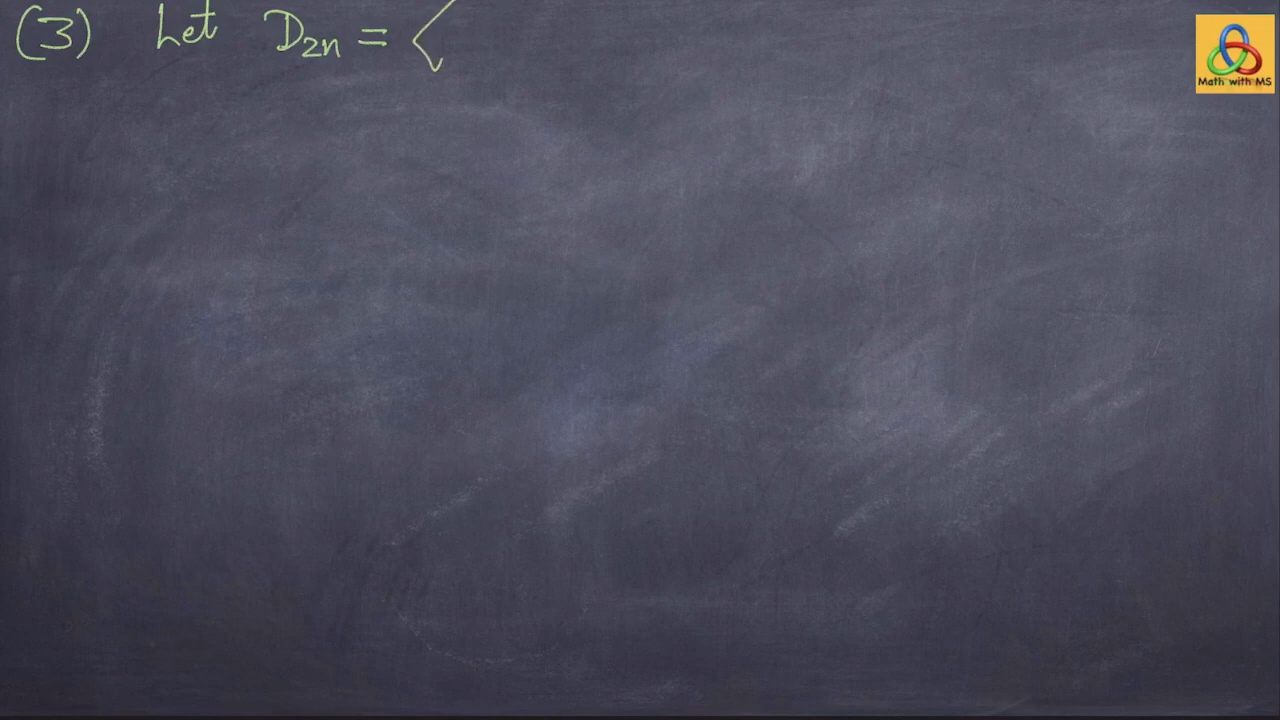 (3) Let D₂ₙ = <
Math with MS